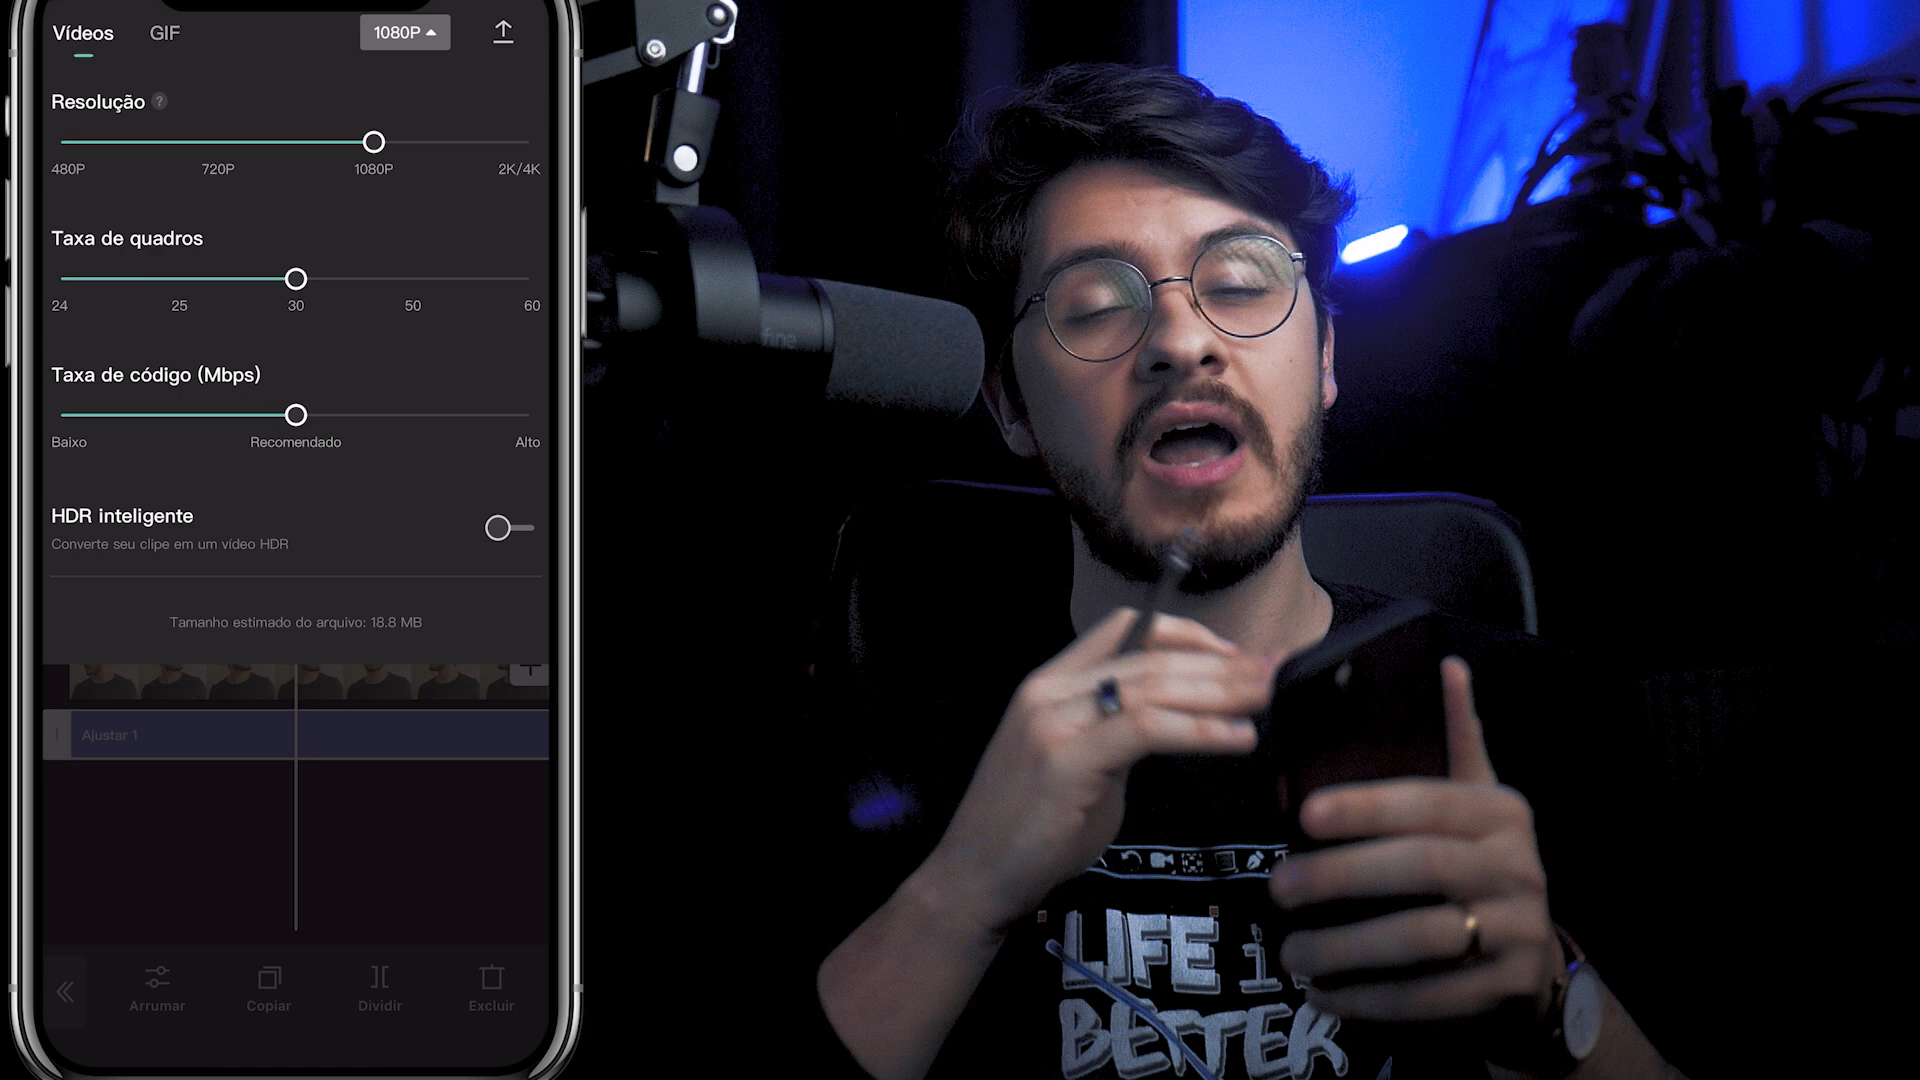 Vídeos GIF 1080P
Resolução ?
480P 720P 1080P 2K/4K
Taxa de quadros
24 25 30 50 60
Taxa de código (Mbps)
Baixo Recomendado Alto
HDR inteligente
Converte seu clipe em um vídeo HDR
Tamanho estimado do arquivo: 18.8 MB
Ajustar 1
Arrumar Copiar Dividir Excluir
fine
LIFE i
BETTER